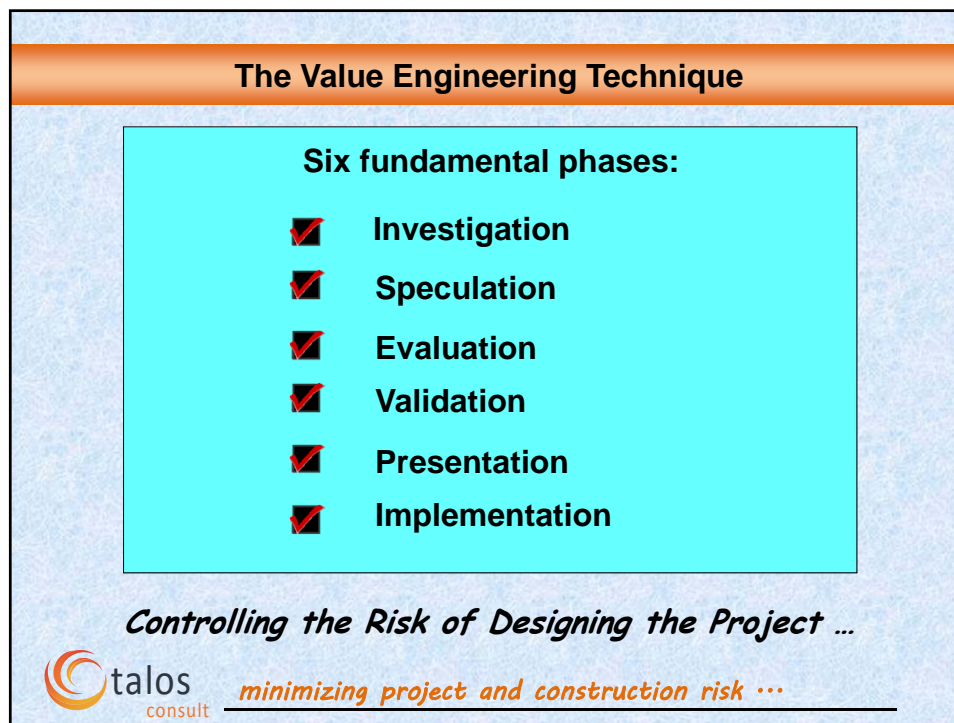 The Value Engineering Technique
Six fundamental phases:
Investigation
Speculation
Evaluation
Validation
Presentation
Implementation
Controlling the Risk of Designing the Project ...
talos
consult
minimizing project and construction risk ...